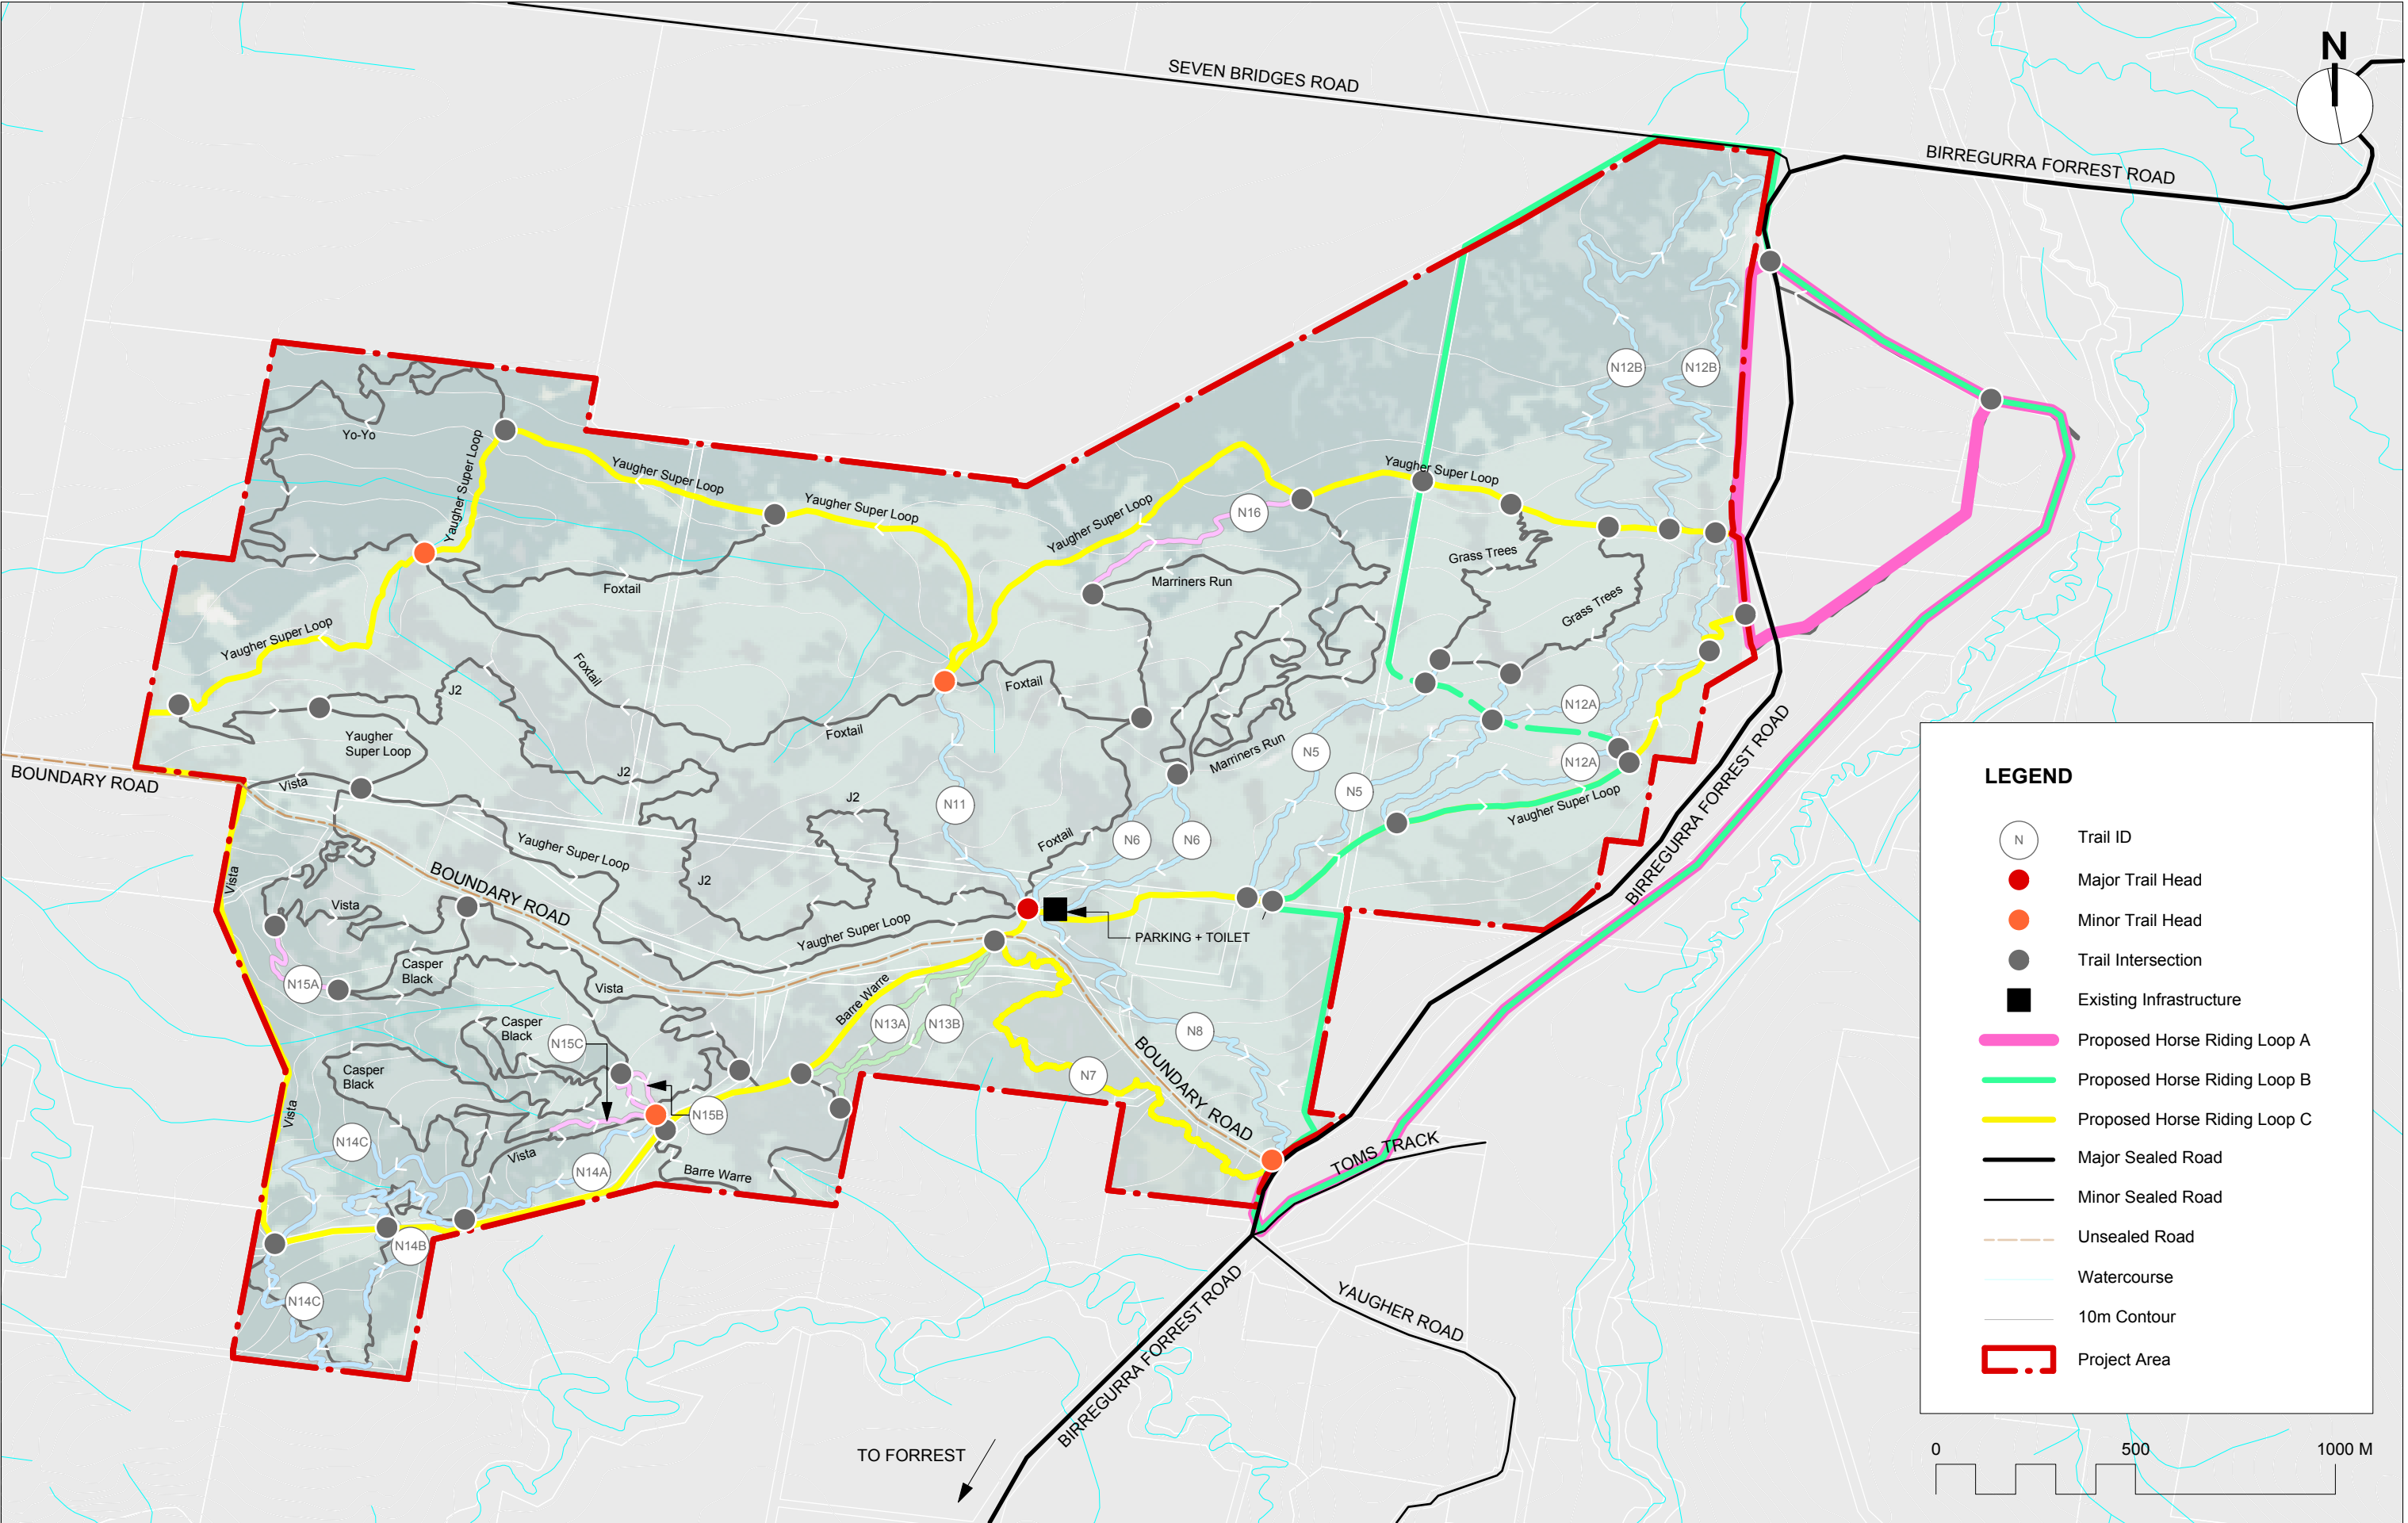 N
SEVEN BRIDGES ROAD
BIRREGURRA FORREST ROAD
N12B
N12B
Yo-Yo
Yaugher Super Loop
Yaugher Super Loop
Yaugher Super Loop
Yaugher Super Loop
Yaugher Super Loop
N16
Grass Trees
Marriners Run
Foxtail
Grass Trees
Yaugher Super Loop
Foxtail
Foxtail
J2
N12A
Foxtail
Yaugher
Super Loop
Marriners Run
N5
N12A
J2
BOUNDARY ROAD
Vista
N5
J2
N11
Yaugher Super Loop
Foxtail
N6
N6
Yaugher Super Loop
BIRREGURRA FORREST ROAD
Vista
BOUNDARY ROAD
J2
Vista
Yaugher Super Loop
PARKING + TOILET
Casper
Black
N15A
Vista
Barre Warre
Casper
Black
N15C
N13A
N13B
N8
Casper
Black
N7
BOUNDARY ROAD
Vista
N15B
N14C
Vista
N14A
Barre Warre
TOMS TRACK
N14B
N14C
YAUGHER ROAD
BIRREGURRA FORREST ROAD
TO FORREST
LEGEND
N Trail ID
Major Trail Head
Minor Trail Head
Trail Intersection
Existing Infrastructure
Proposed Horse Riding Loop A
Proposed Horse Riding Loop B
Proposed Horse Riding Loop C
Major Sealed Road
Minor Sealed Road
Unsealed Road
Watercourse
10m Contour
Project Area
0 500 1000 M